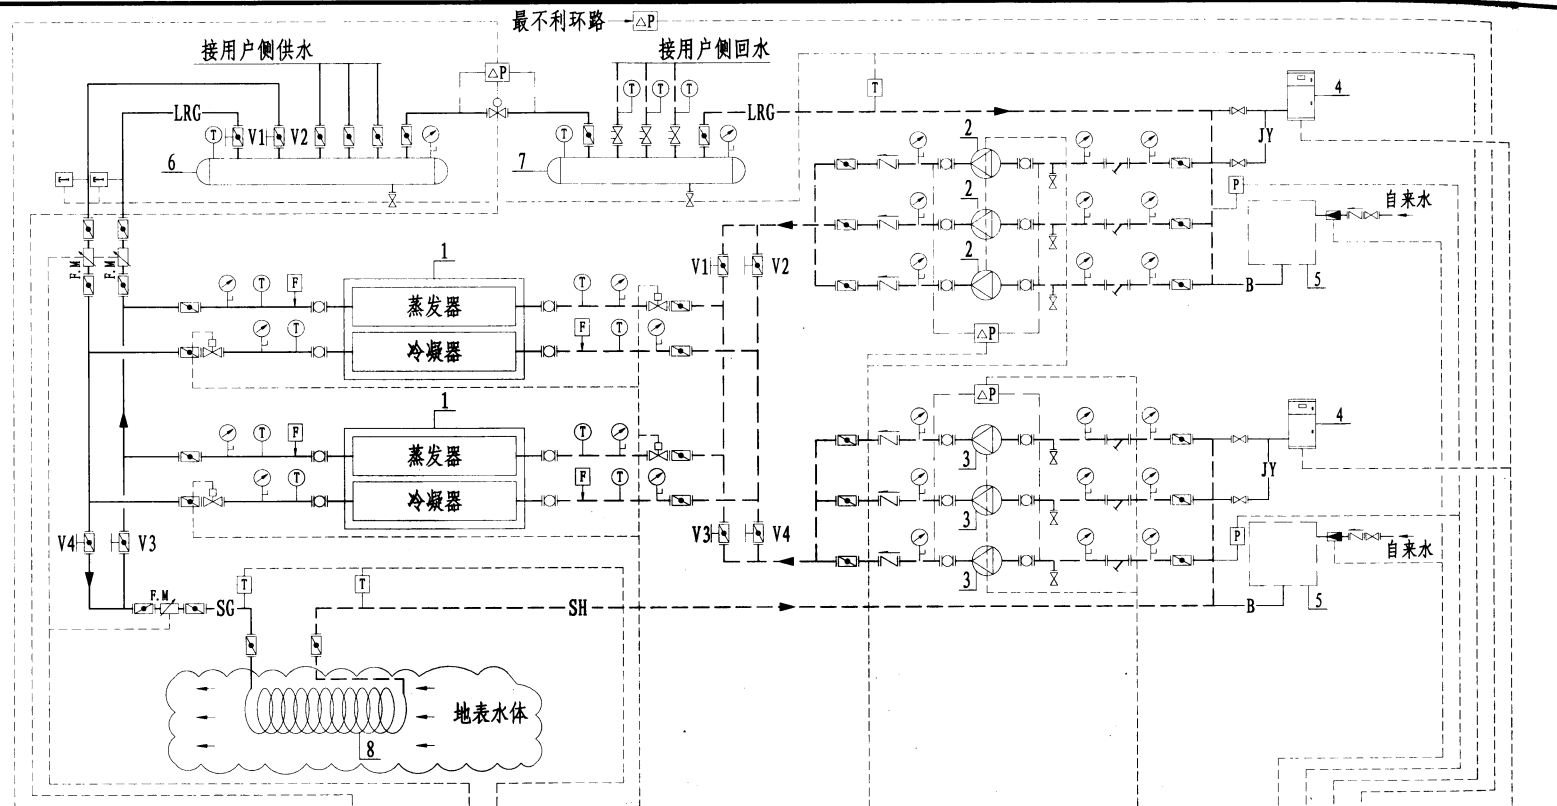 最不利环路 △P
接用户侧供水
接用户侧回水
△P
T
T
T
T
4
LRG
V1
V2
T
T
LRG
2
JY
6
7
T
T
2
P
自来水
F.M
F.M
V1
V2
2
B
5
1
T
F
蒸发器
T
T
冷凝器
F
T
△P
1
△P
4
T
F
蒸发器
T
3
JY
T
冷凝器
F
T
3
V4
V3
V3
V4
P
自来水
3
T
T
5
F.M
SG
SH
B
地表水体
8